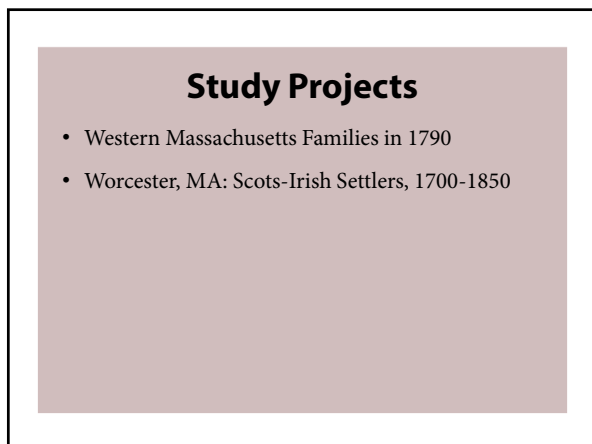 Study Projects
• Western Massachusetts Families in 1790
• Worcester, MA: Scots-Irish Settlers, 1700-1850